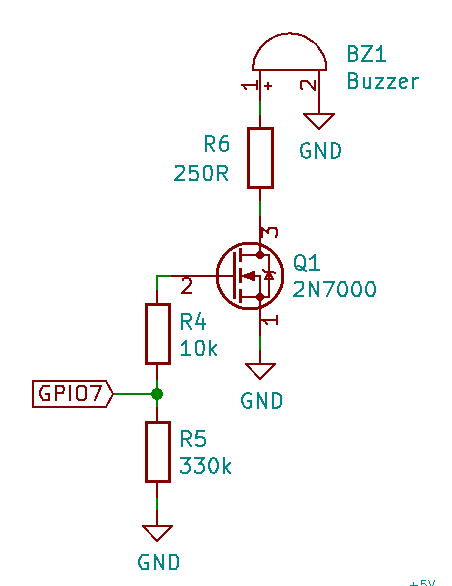 BZ1
Buzzer
1 +
2
GND
R6
250R
3
Q1
2N7000
2
1
R4
10k
GND
GPIO7
R5
330k
GND
+5V